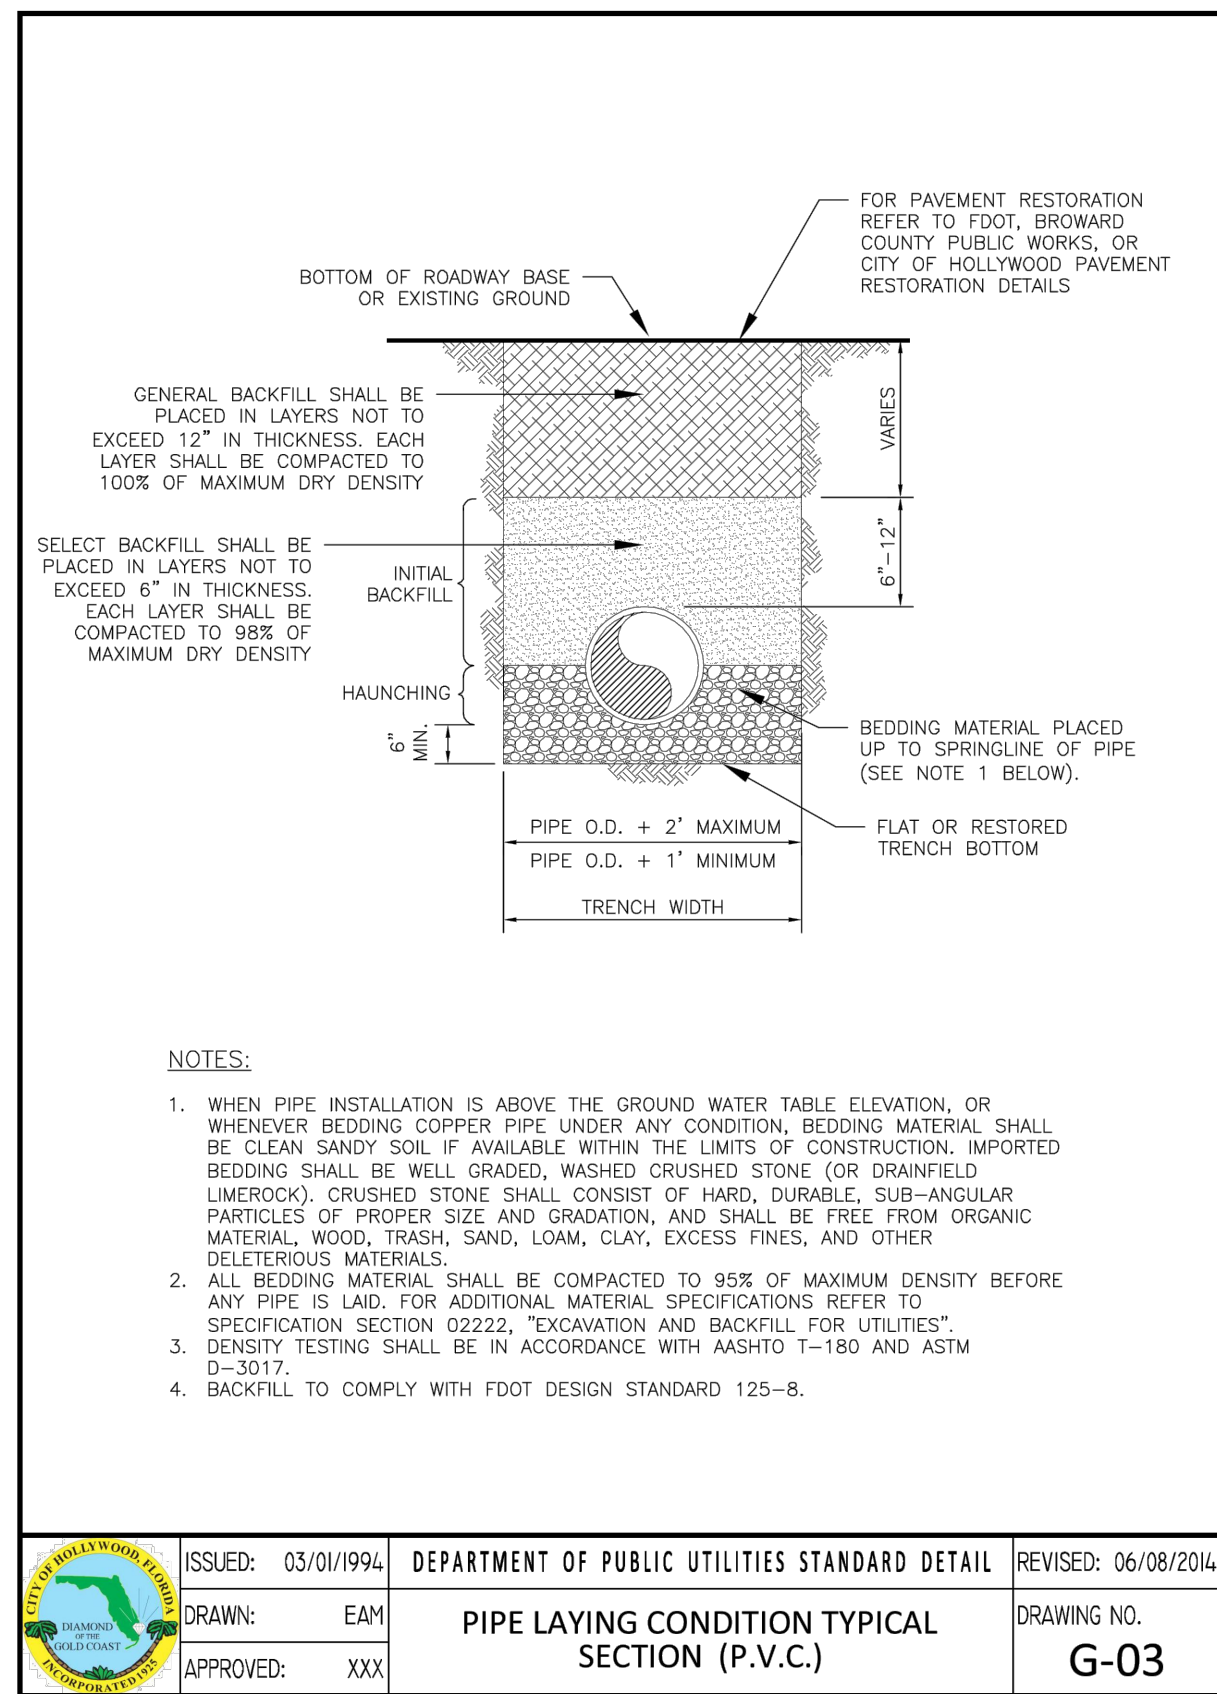 FOR PAVEMENT RESTORATION
REFER TO FDOT, BROWARD
COUNTY PUBLIC WORKS, OR
CITY OF HOLLYWOOD PAVEMENT
RESTORATION DETAILS
BOTTOM OF ROADWAY BASE
OR EXISTING GROUND
GENERAL BACKFILL SHALL BE
PLACED IN LAYERS NOT TO
EXCEED 12" IN THICKNESS. EACH
LAYER SHALL BE COMPACTED TO
100% OF MAXIMUM DRY DENSITY
VARIES
SELECT BACKFILL SHALL BE
PLACED IN LAYERS NOT TO
EXCEED 6" IN THICKNESS.
EACH LAYER SHALL BE
COMPACTED TO 98% OF
MAXIMUM DRY DENSITY
INITIAL
BACKFILL
6"-12"
HAUNCHING
6"
MIN.
BEDDING MATERIAL PLACED
UP TO SPRINGLINE OF PIPE
(SEE NOTE 1 BELOW).
FLAT OR RESTORED
TRENCH BOTTOM
PIPE O.D. + 2' MAXIMUM
PIPE O.D. + 1' MINIMUM
TRENCH WIDTH
NOTES:
1. WHEN PIPE INSTALLATION IS ABOVE THE GROUND WATER TABLE ELEVATION, OR
WHENEVER BEDDING COPPER PIPE UNDER ANY CONDITION, BEDDING MATERIAL SHALL
BE CLEAN SANDY SOIL IF AVAILABLE WITHIN THE LIMITS OF CONSTRUCTION. IMPORTED
BEDDING SHALL BE WELL GRADED, WASHED CRUSHED STONE (OR DRAINFIELD
LIMEROCK). CRUSHED STONE SHALL CONSIST OF HARD, DURABLE, SUB-ANGULAR
PARTICLES OF PROPER SIZE AND GRADATION, AND SHALL BE FREE FROM ORGANIC
MATERIAL, WOOD, TRASH, SAND, LOAM, CLAY, EXCESS FINES, AND OTHER
DELETERIOUS MATERIALS.
2. ALL BEDDING MATERIAL SHALL BE COMPACTED TO 95% OF MAXIMUM DENSITY BEFORE
ANY PIPE IS LAID. FOR ADDITIONAL MATERIAL SPECIFICATIONS REFER TO
SPECIFICATION SECTION 02222, "EXCAVATION AND BACKFILL FOR UTILITIES".
3. DENSITY TESTING SHALL BE IN ACCORDANCE WITH AASHTO T-180 AND ASTM
D-3017.
4. BACKFILL TO COMPLY WITH FDOT DESIGN STANDARD 125-8.
CITY OF HOLLYWOOD, FLORIDA
DIAMOND
OF THE
GOLD COAST
INCORPORATED 1925
ISSUED: 03/01/1994
DRAWN: EAM
APPROVED: XXX
DEPARTMENT OF PUBLIC UTILITIES STANDARD DETAIL
PIPE LAYING CONDITION TYPICAL
SECTION (P.V.C.)
REVISED: 06/08/2014
DRAWING NO.
G-03